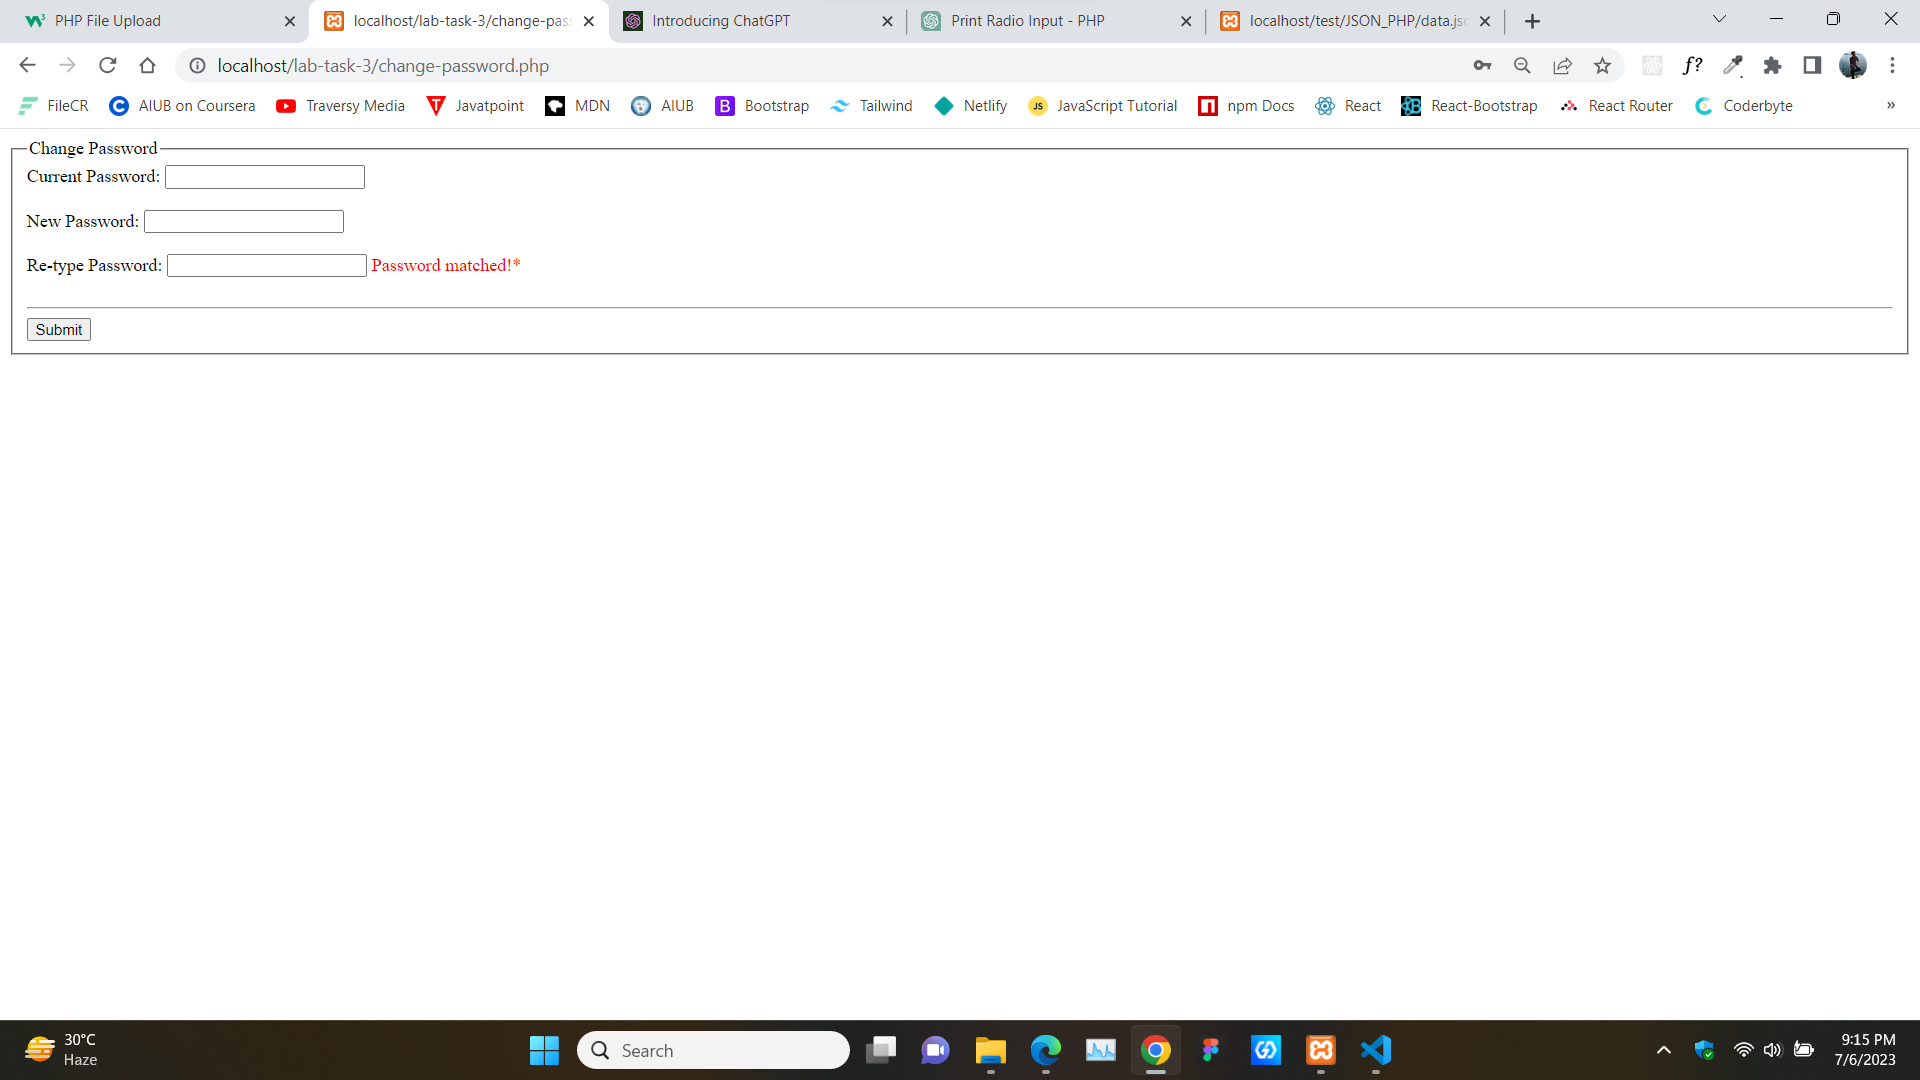 PHP File Upload
localhost/lab-task-3/change-pas
Introducing ChatGPT
Print Radio Input - PHP
localhost/test/JSON_PHP/data.jsc
localhost/lab-task-3/change-password.php
f?
FileCR
AIUB on Coursera
Traversy Media
Javatpoint
MDN
AIUB
Bootstrap
Tailwind
Netlify
JavaScript Tutorial
npm Docs
React
React-Bootstrap
React Router
Coderbyte
»
Change Password
Current Password:
New Password:
Re-type Password: Password matched!*
Submit
30°C
Haze
Search
9:15 PM
7/6/2023